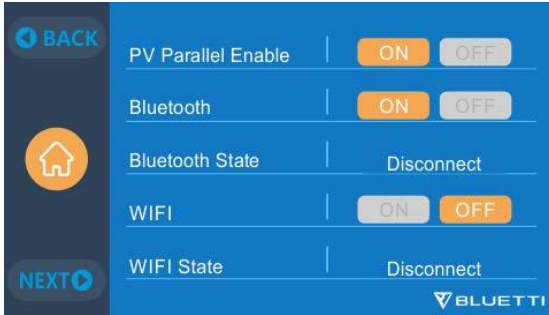 BACK
PV Parallel Enable ON OFF
Bluetooth ON OFF
Bluetooth State Disconnect
WIFI ON OFF
WIFI State Disconnect
NEXT
BLUETTI